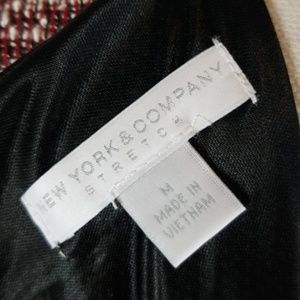 NEW YORK & COMPANY
STRETCH
M
MADE IN
VIETNAM